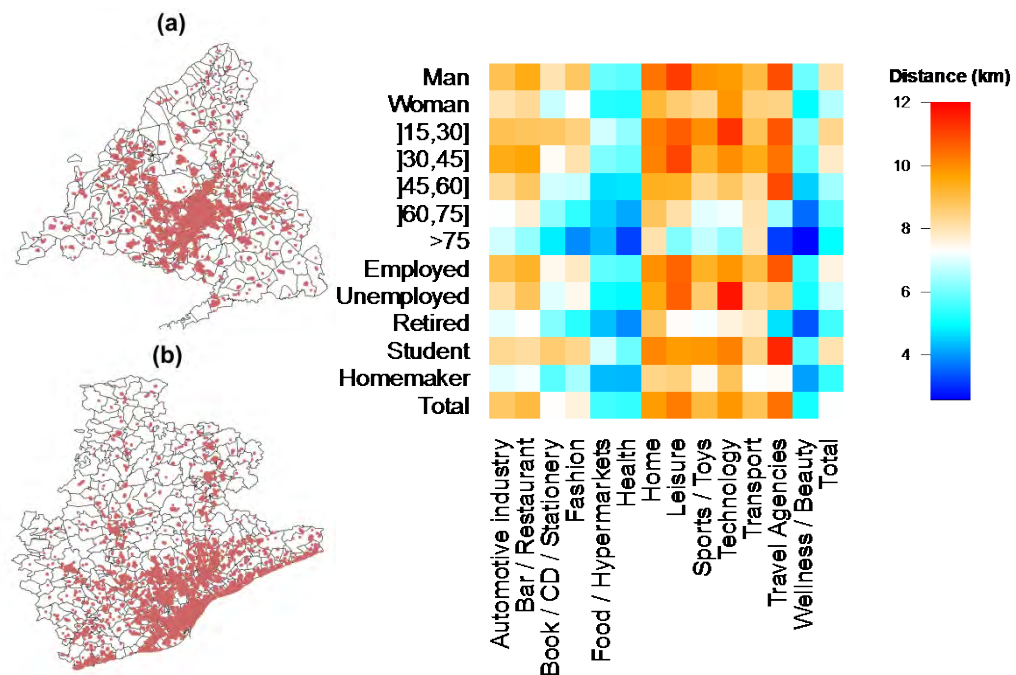 (a)
(b)
Man
Woman
]15,30]
]30,45]
]45,60]
]60,75]
>75
Employed
Unemployed
Retired
Student
Homemaker
Total
Automotive industry
Bar / Restaurant
Book / CD / Stationery
Fashion
Food / Hypermarkets
Health
Home
Leisure
Sports / Toys
Technology
Transport
Travel Agencies
Wellness / Beauty
Total
Distance (km)
12
10
8
6
4